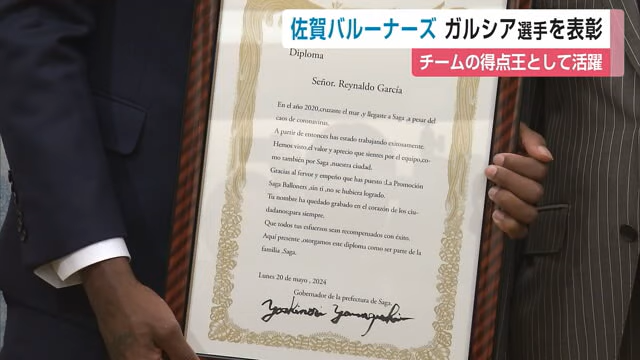 佐賀バルーナーズ ガルシア選手を表彰
チームの得点王として活躍
Diploma
Señor. Reynaldo García
En el año 2020,cruzaste el mar ,y llegaste a Saga ,a pesar del
caos de coronavirus.
A partir de entonces has estado trabajando exitosamente.
Hemos visto,el valor y aprecio que sientes por el equipo,co-
mo también por Saga ,nuestra ciudad.
Gracias al fervor y empeño que has puesto :La Promoción
Saga Balloners ,sin ti ,no se hubiera logrado.
Tu nombre ha quedado grabado en el corazón de los ciu-
dadanos,para siempre.
Que todos tus esfuerzos sean recompensados con éxito.
Aquí presente ,otorgamos este diploma como ser parte de la
familia ,Saga.
Lunes 20 de mayo , 2024
Gobernador de la prefectura de Saga.
Yoshinori Yamaguchi